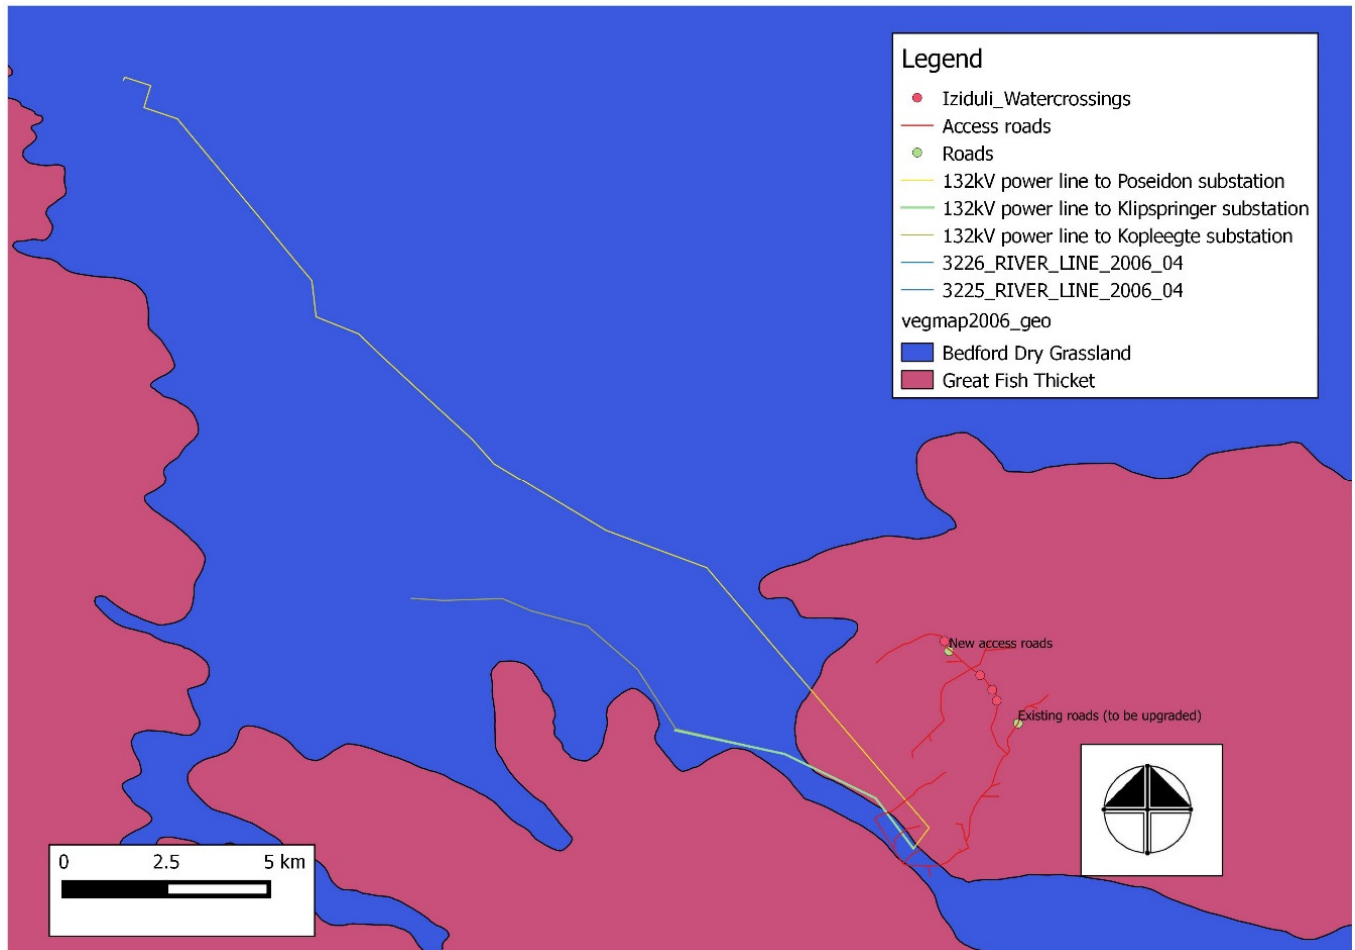 Legend
Iziduli_Watercrossings
Access roads
Roads
132kV power line to Poseidon substation
132kV power line to Klipspringer substation
132kV power line to Kopleegte substation
3226_RIVER_LINE_2006_04
3225_RIVER_LINE_2006_04
vegmap2006_geo
Bedford Dry Grassland
Great Fish Thicket
New access roads
Existing roads (to be upgraded)
0 2.5 5 km